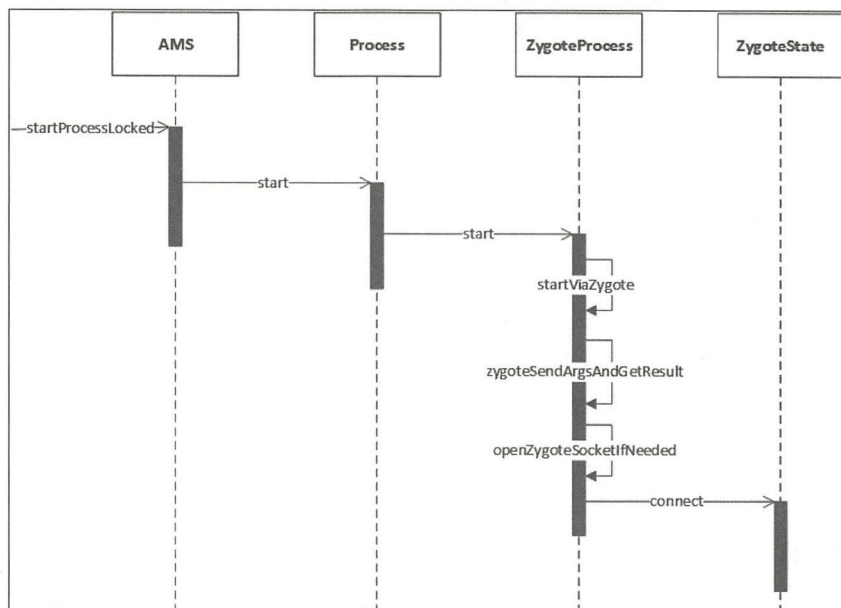 AMS
Process
ZygoteProcess
ZygoteState
startProcessLocked
start
start
startViaZygote
zygoteSendArgsAndGetResult
openZygoteSocketIfNeeded
connect